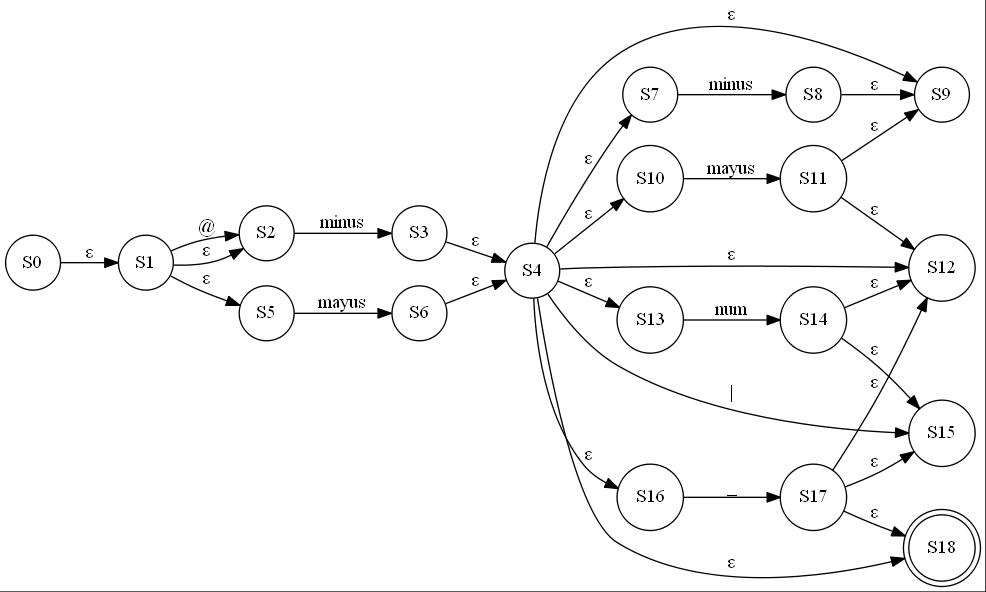 ε
S7
minus
S8
ε
S9
ε
ε
S10
mayus
S11
ε
ε
S0
ε
S1
@
ε
ε
S2
minus
S3
ε
S5
mayus
S6
ε
S4
ε
S12
ε
S13
num
S14
ε
ε
|
ε
S15
ε
S16
_
S17
ε
ε
S18
ε